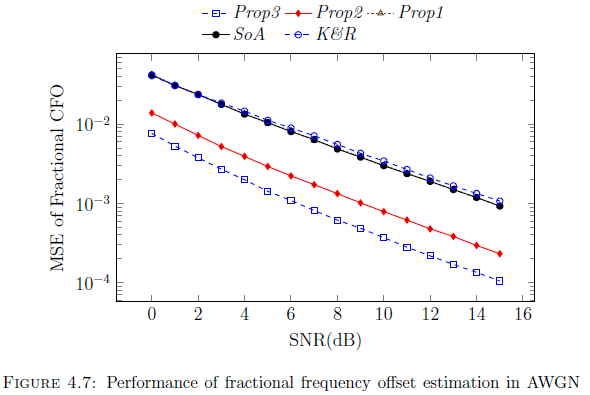 Prop3 Prop2 Prop1
SoA K&R
MSE of Fractional CFO
10⁻²
10⁻³
10⁻⁴
0 2 4 6 8 10 12 14 16
SNR(dB)
FIGURE 4.7: Performance of fractional frequency offset estimation in AWGN